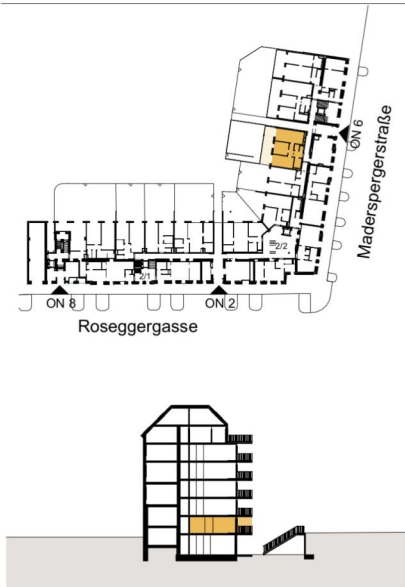 ON 6
Maderspergerstraße
2/2
2/1
ON 8
ON 2
Roseggergasse